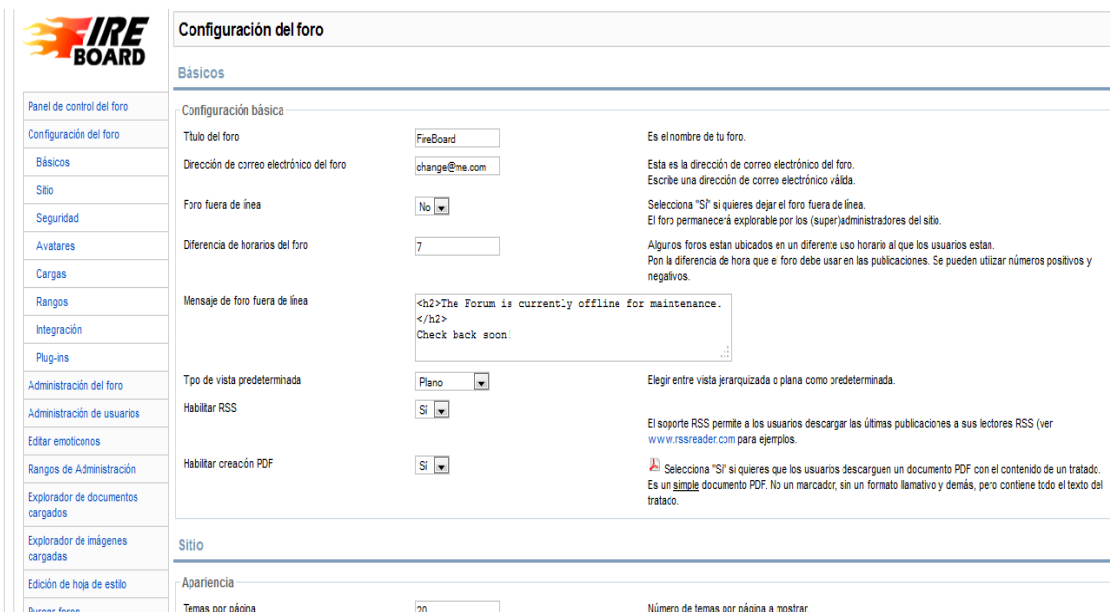 FIRE
BOARD
Panel de control del foro
Configuración del foro
Básicos
Sitio
Seguridad
Avatares
Cargas
Rangos
Integración
Plug-ins
Administración del foro
Administración de usuarios
Editar emoticonos
Rangos de Administración
Explorador de documentos
cargados
Explorador de imágenes
cargadas
Edición de hoja de estilo
Purgar foros
Configuración del foro
Básicos
Configuración básica
Título del foro
FireBoard
Es el nombre de tu foro.
Dirección de correo electrónico del foro
change@me.com
Esta es la dirección de correo electrónico del foro.
Escribe una dirección de correo electrónico válida.
Foro fuera de línea
No
Selecciona "Sí" si quieres dejar el foro fuera de línea.
El foro permanecerá explorable por los (super)administradores del sitio.
Diferencia de horarios del foro
7
Algunos foros estan ubicados en un diferente uso horario al que los usuarios estan.
Pon la diferencia de hora que el foro debe usar en las publicaciones. Se pueden utilizar números positivos y
negativos.
Mensaje de foro fuera de línea
<h2>The Forum is currently offline for maintenance.
</h2>
Check back soon!
Tipo de vista predeterminada
Plano
Elegir entre vista jerarquizada o plana como predeterminada.
Habilitar RSS
Sí
El soporte RSS permite a los usuarios descargar las últimas publicaciones a sus lectores RSS (ver
www.rssreader.com para ejemplos.
Habilitar creacón PDF
Sí
Selecciona "Sí" si quieres que los usuarios descarguen un documento PDF con el contenido de un tratado.
Es un simple documento PDF. No un marcador, sin un formato llamativo y demás, pero contiene todo el texto del
tratado.
Sitio
Apariencia
Temas por página
20
Número de temas por página a mostrar.